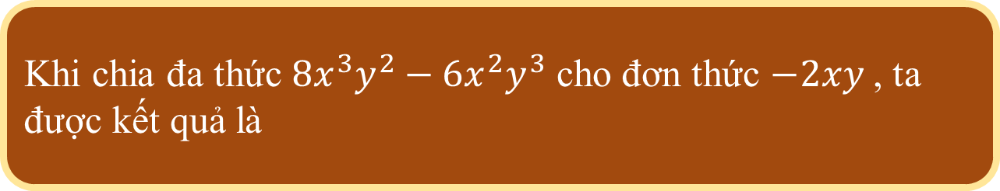 Khi chia đa thức 8𝑥³𝑦² − 6𝑥²𝑦³ cho đơn thức −2𝑥𝑦 , ta
được kết quả là